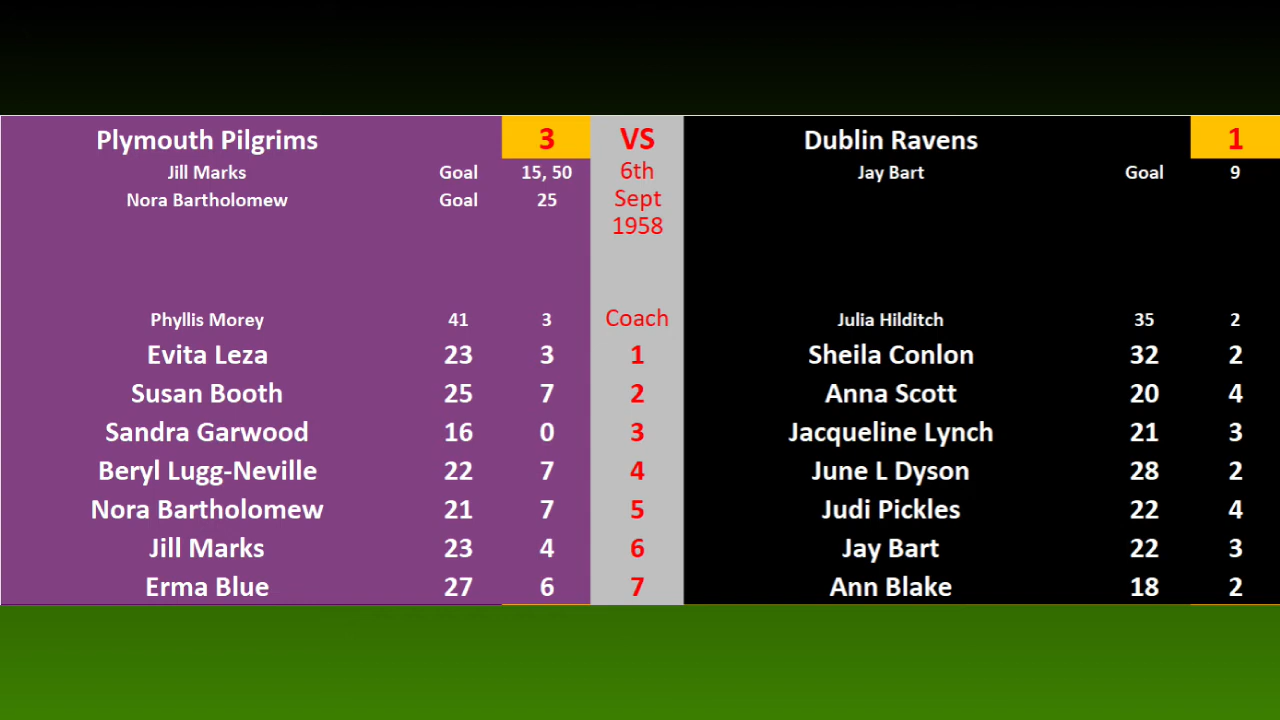 Plymouth Pilgrims 3 VS Dublin Ravens 1
Jill Marks Goal 15, 50 6th Jay Bart Goal 9
Nora Bartholomew Goal 25 Sept
1958
Phyllis Morey 41 3 Coach Julia Hilditch 35 2
Evita Leza 23 3 1 Sheila Conlon 32 2
Susan Booth 25 7 2 Anna Scott 20 4
Sandra Garwood 16 0 3 Jacqueline Lynch 21 3
Beryl Lugg-Neville 22 7 4 June L Dyson 28 2
Nora Bartholomew 21 7 5 Judi Pickles 22 4
Jill Marks 23 4 6 Jay Bart 22 3
Erma Blue 27 6 7 Ann Blake 18 2